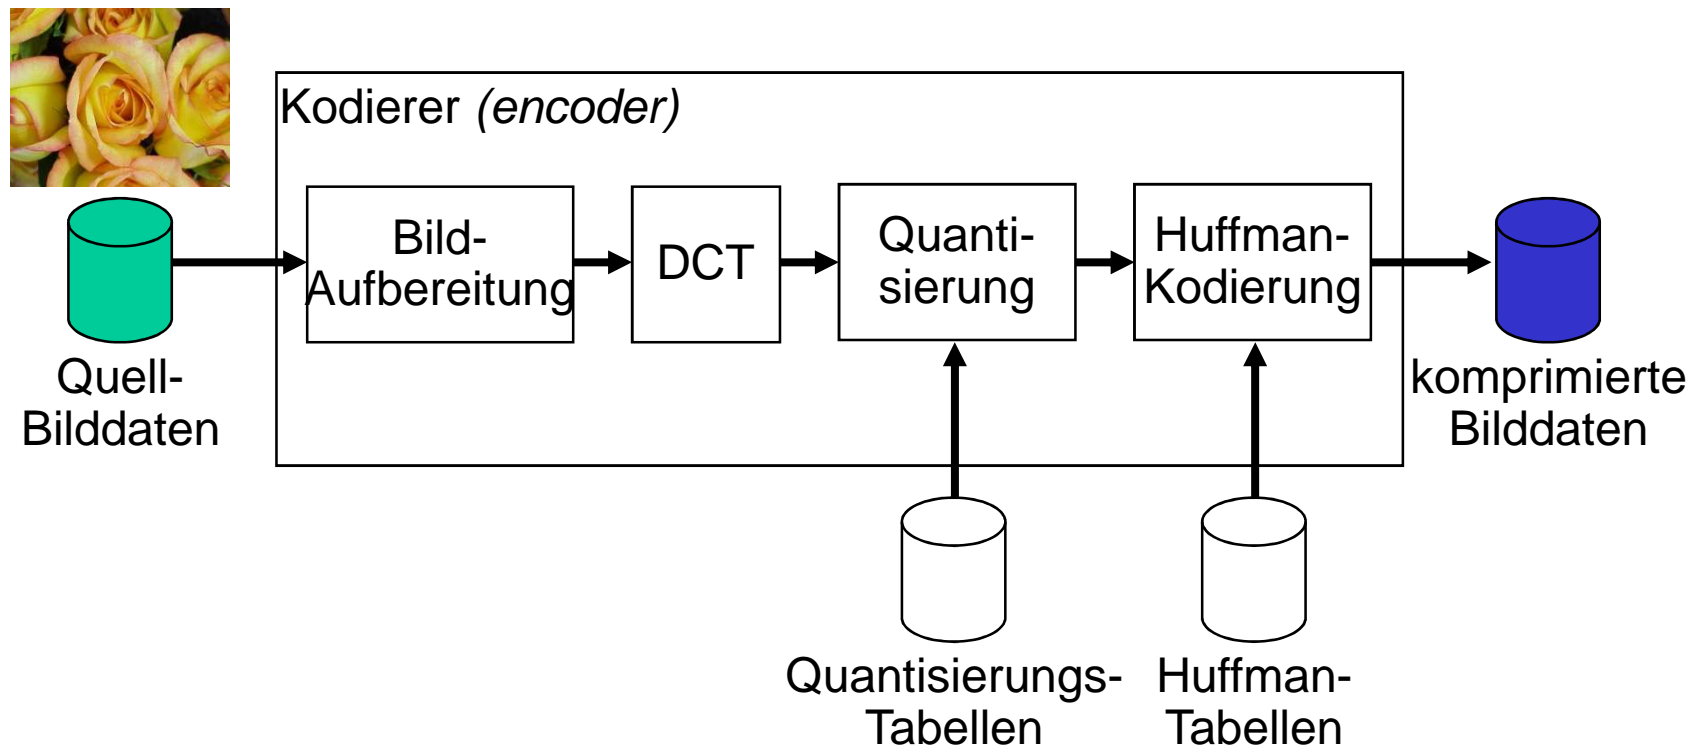 Kodierer (encoder)
Bild-
Aufbereitung
DCT
Quanti-
sierung
Huffman-
Kodierung
Quell-
Bilddaten
komprimierte
Bilddaten
Quantisierungs-
Tabellen
Huffman-
Tabellen